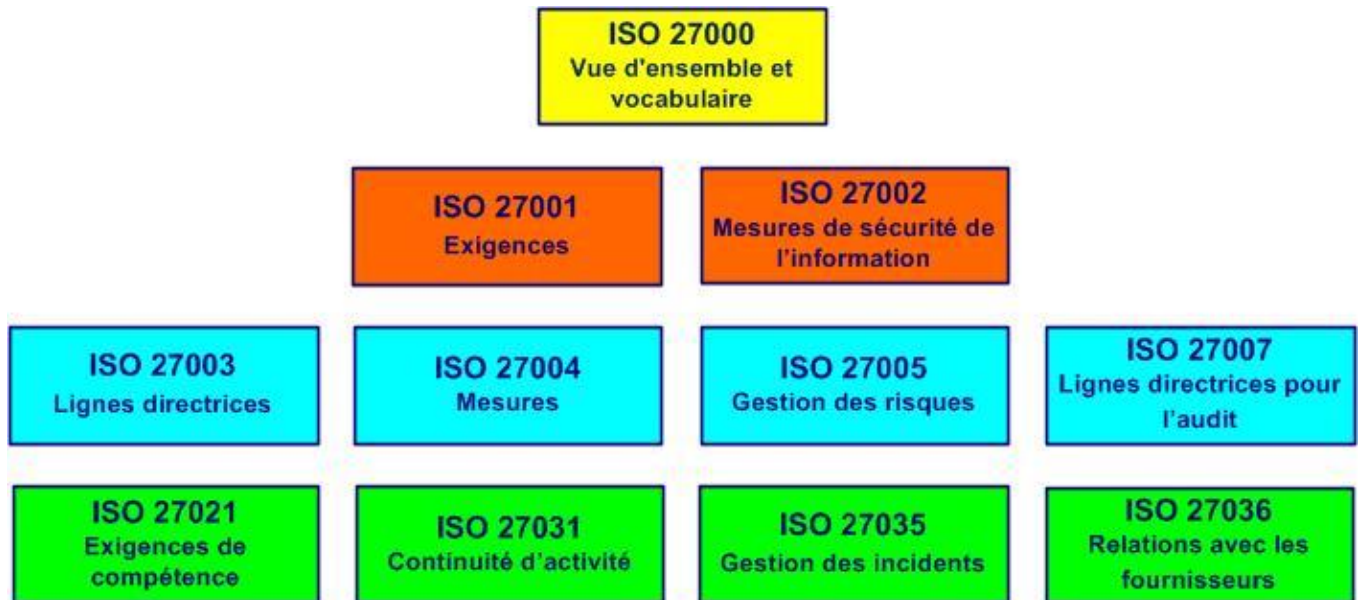 ISO 27000
Vue d'ensemble et
vocabulaire
ISO 27001
Exigences
ISO 27002
Mesures de sécurité de
l’information
ISO 27003
Lignes directrices
ISO 27004
Mesures
ISO 27005
Gestion des risques
ISO 27007
Lignes directrices pour
l’audit
ISO 27021
Exigences de
compétence
ISO 27031
Continuité d’activité
ISO 27035
Gestion des incidents
ISO 27036
Relations avec les
fournisseurs